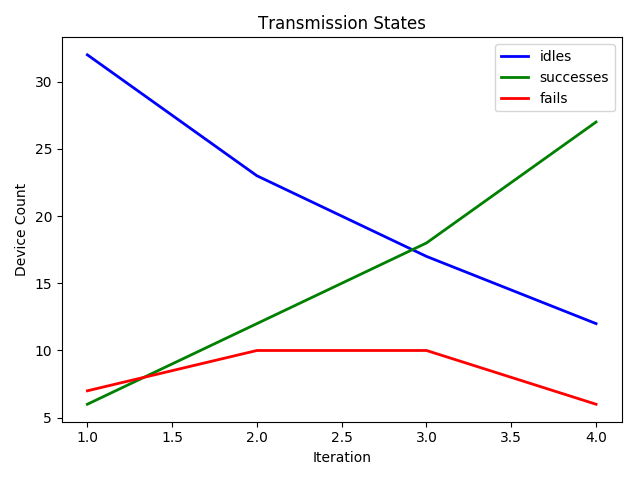 Transmission States
idles
successes
fails
Device Count
30
25
20
15
10
5
1.0 1.5 2.0 2.5 3.0 3.5 4.0
Iteration